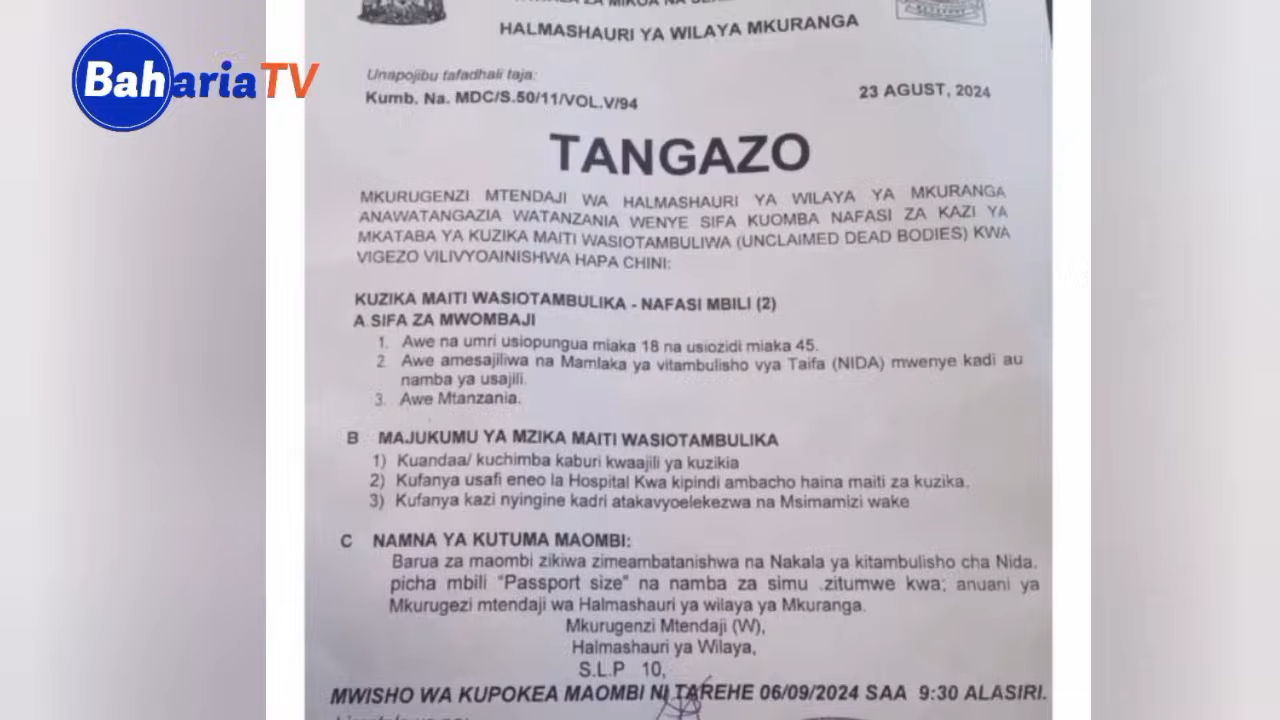 BahariaTV
HALMASHAURI YA WILAYA MKURANGA
Unapojibu tafadhali taja:
Kumb. Na. MDC/S.50/11/VOL.V/94
23 AGUST, 2024
TANGAZO
MKURUGENZI MTENDAJI WA HALMASHAURI YA WILAYA YA MKURANGA
ANAWATANGAZIA WATANZANIA WENYE SIFA KUOMBA NAFASI ZA KAZI YA
MKATABA YA KUZIKA MAITI WASIOTAMBULIWA (UNCLAIMED DEAD BODIES) KWA
VIGEZO VILIVYOAINISHWA HAPA CHINI:
KUZIKA MAITI WASIOTAMBULIKA - NAFASI MBILI (2)
A SIFA ZA MWOMBAJI
1. Awe na umri usiopungua miaka 18 na usiozidi miaka 45.
2. Awe amesajiliwa na Mamlaka ya vitambulisho vya Taifa (NIDA) mwenye kadi au
namba ya usajili.
3. Awe Mtanzania.
B MAJUKUMU YA MZIKA MAITI WASIOTAMBULIKA
1) Kuandaa/ kuchimba kaburi kwaajili ya kuzikia
2) Kufanya usafi eneo la Hospital Kwa kipindi ambacho haina maiti za kuzika.
3) Kufanya kazi nyingine kadri atakavyoelekezwa na Msimamizi wake
C NAMNA YA KUTUMA MAOMBI:
Barua za maombi zikiwa zimeambatanishwa na Nakala ya kitambulisho cha Nida.
picha mbili "Passport size" na namba za simu .zitumwe kwa; anuani ya
Mkurugezi mtendaji wa Halmashauri ya wilaya ya Mkuranga.
Mkurugenzi Mtendaji (W),
Halmashauri ya Wilaya,
S.L.P 10,
MWISHO WA KUPOKEA MAOMBI NI TAREHE 06/09/2024 SAA 9:30 ALASIRI.